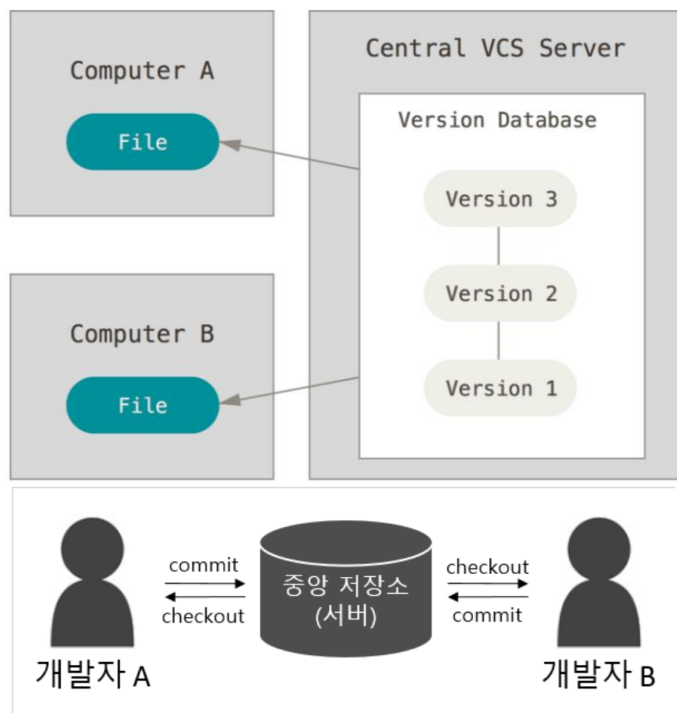 Computer A
File
Central VCS Server
Version Database
Version 3
Version 2
Version 1
Computer B
File
commit
checkout
중앙 저장소
(서버)
checkout
commit
개발자 A
개발자 B